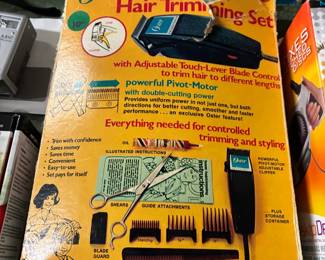 Hair Trimming Set
with Adjustable Touch-Lever Blade Control
to trim hair to different lengths
powerful Pivot-Motor
with double-cutting power
Provides uniform power in not just one, but both
directions for better cutting, smoother and faster
performance . . . an exclusive Oster feature!
Everything needed for controlled
trimming and styling
• Trim with confidence
• Saves money
• Saves time
• Convenient
• Easy-to-use
• Set pays for itself
OIL
ILLUSTRATED INSTRUCTIONS
POWERFUL
PIVOT-MOTOR
ADJUSTABLE
CLIPPER
Oster
SHEARS
GUIDE ATTACHMENTS
PLUS
STORAGE
CONTAINER
BLADE
GUARD